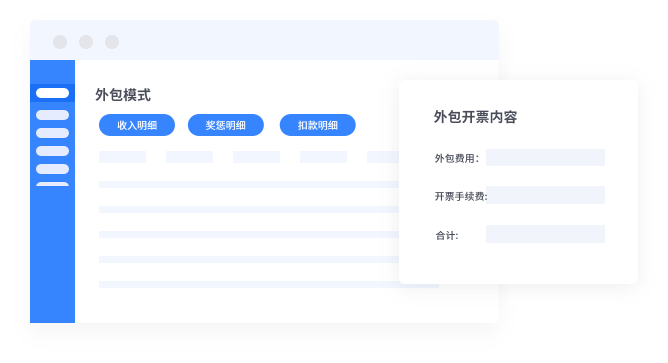 外包模式
收入明细
奖惩明细
扣款明细
外包开票内容
外包费用：
开票手续费:
合计: